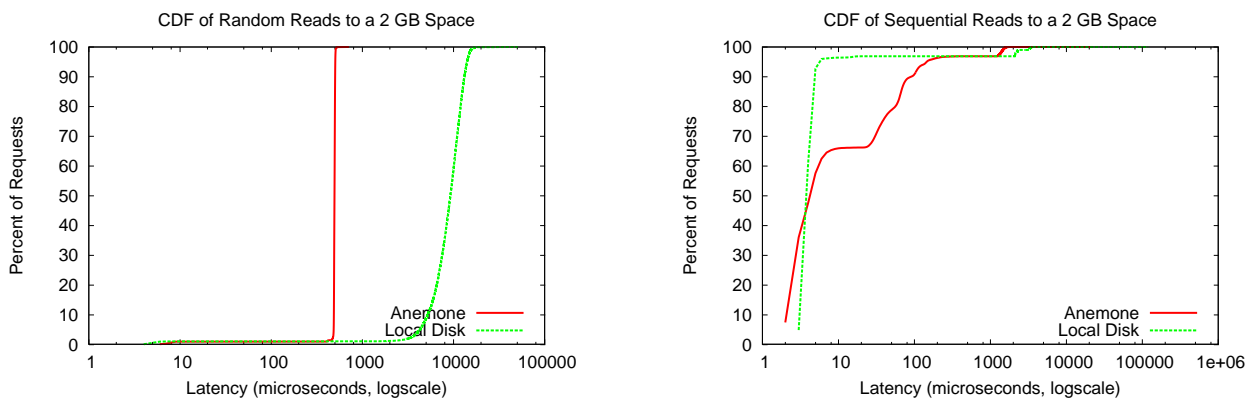 CDF of Random Reads to a 2 GB Space
100
90
80
70
60
50
40
30
20
10
0
Percent of Requests
Anemone
Local Disk
1 10 100 1000 10000 100000
Latency (microseconds, logscale)
CDF of Sequential Reads to a 2 GB Space
100
90
80
70
60
50
40
30
20
10
0
Percent of Requests
Anemone
Local Disk
1 10 100 1000 10000 100000 1e+06
Latency (microseconds, logscale)